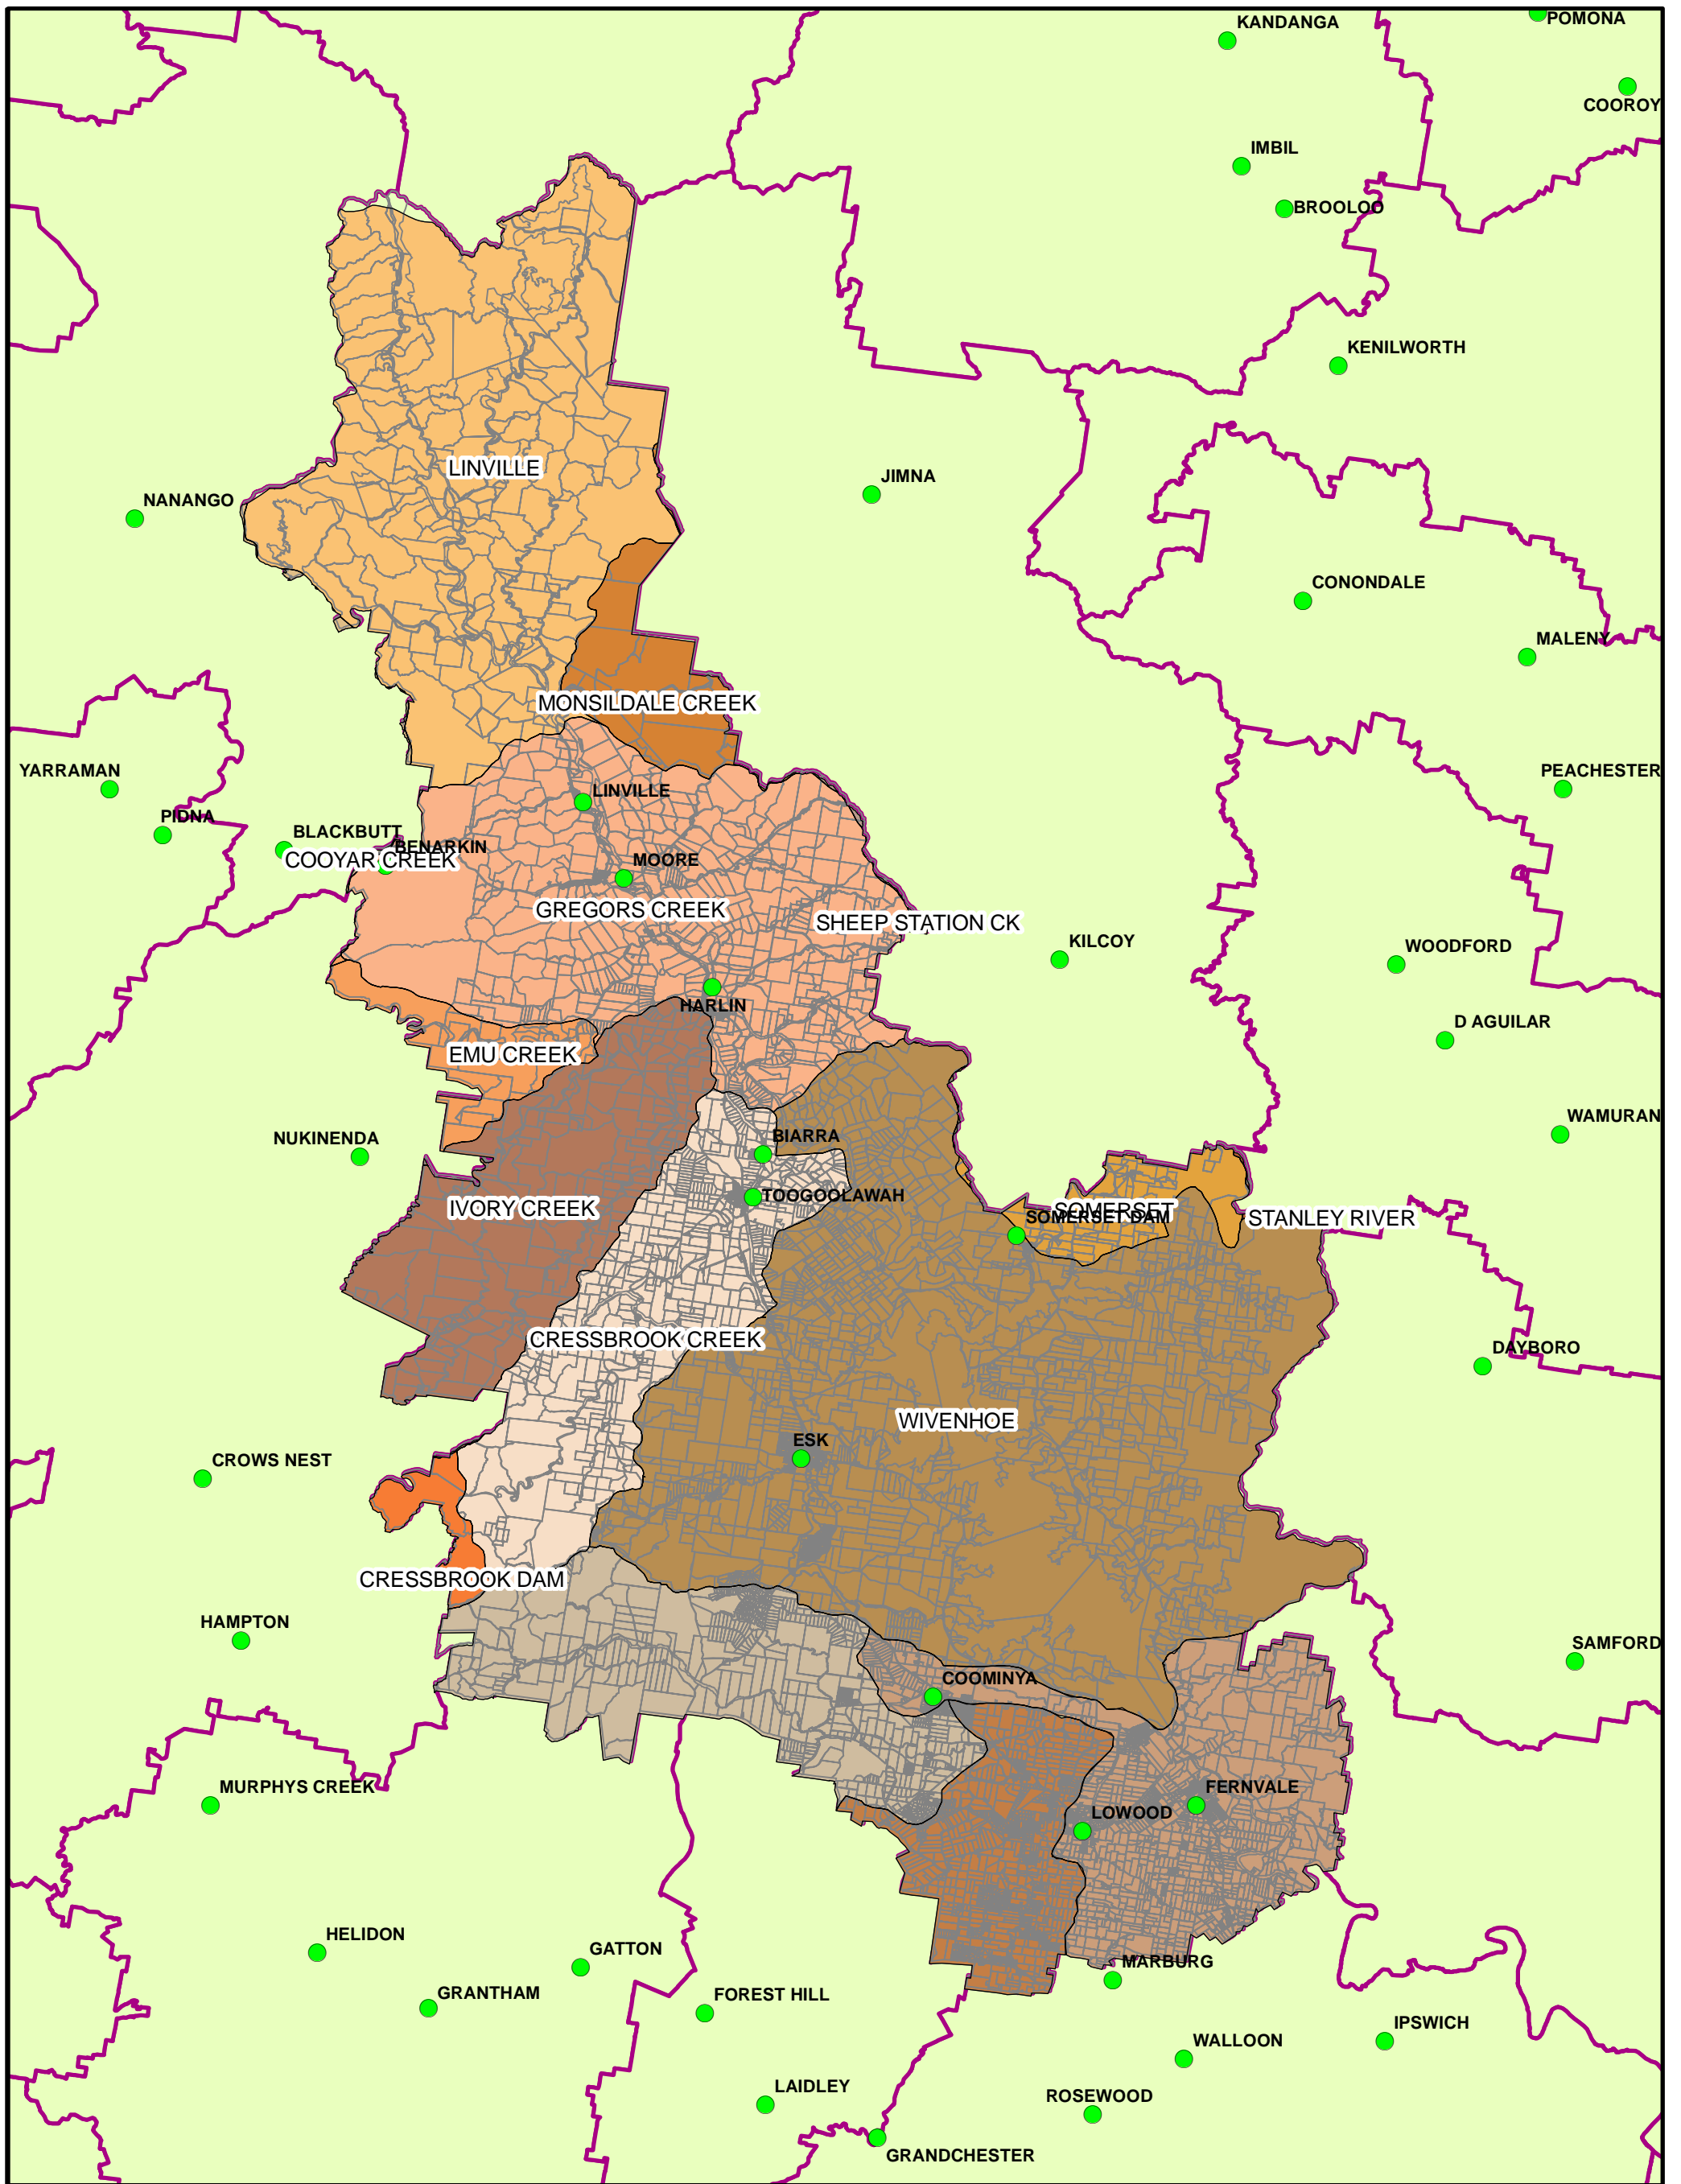 POMONA
KANDANGA
COOROY
IMBIL
BROOLOO
KENILWORTH
LINVILLE
JIMNA
NANANGO
CONONDALE
MALENY
MONSILDALE CREEK
YARRAMAN
PEACHESTER
LINVILLE
PIDNA
BLACKBUTT
BENARKIN
COOYAR CREEK
MOORE
GREGORS CREEK
SHEEP STATION CK
KILCOY
WOODFORD
HARLIN
D AGUILAR
EMU CREEK
WAMURAN
NUKINENDA
BIARRA
TOOGOOLAWAH
IVORY CREEK
SOMERSET
SOMERSET DAM
STANLEY RIVER
CRESSBROOK CREEK
DAYBORO
WIVENHOE
ESK
CROWS NEST
CRESSBROOK DAM
HAMPTON
SAMFORD
COOMINYA
MURPHYS CREEK
FERNVALE
LOWOOD
HELIDON
GATTON
MARBURG
GRANTHAM
FOREST HILL
IPSWICH
WALLOON
LAIDLEY
ROSEWOOD
GRANDCHESTER